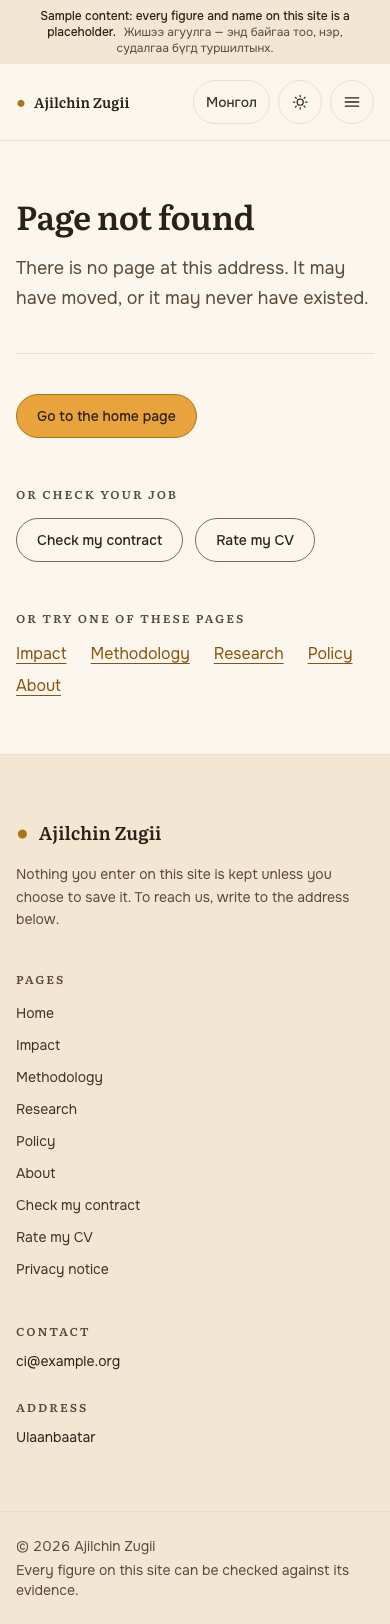 Sample content: every figure and name on this site is a
placeholder. Жишээ агуулга — энд байгаа тоо, нэр,
судалгаа бүгд туршилтынх.
Ajilchin Zugii
Монгол
Page not found
There is no page at this address. It may
have moved, or it may never have existed.
Go to the home page
OR CHECK YOUR JOB
Check my contract
Rate my CV
OR TRY ONE OF THESE PAGES
Impact Methodology Research Policy
About
Ajilchin Zugii
Nothing you enter on this site is kept unless you
choose to save it. To reach us, write to the address
below.
PAGES
Home
Impact
Methodology
Research
Policy
About
Check my contract
Rate my CV
Privacy notice
CONTACT
ci@example.org
ADDRESS
Ulaanbaatar
© 2026 Ajilchin Zugii
Every figure on this site can be checked against its
evidence.